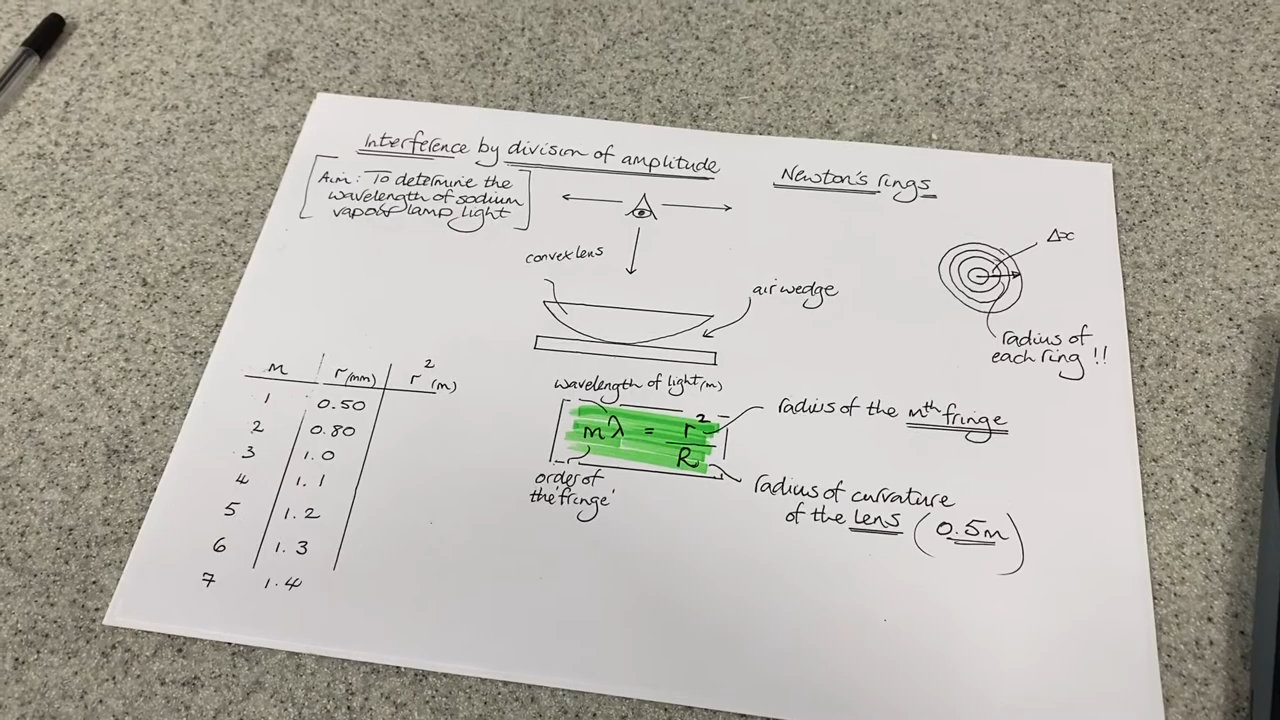 Interference by division of amplitude
Newton's rings
Aim: To determine the
wavelength of sodium
vapour lamp light
Δx
convex lens
air wedge
radius of
each ring !!
m r (mm) r² (m)
1 0.50
2 0.80
3 1.0
4 1.1
5 1.2
6 1.3
7 1.4
wavelength of light (m)
mλ = r²/R
radius of the mth fringe
order of
the 'fringe'
radius of curvature
of the lens (0.5m)